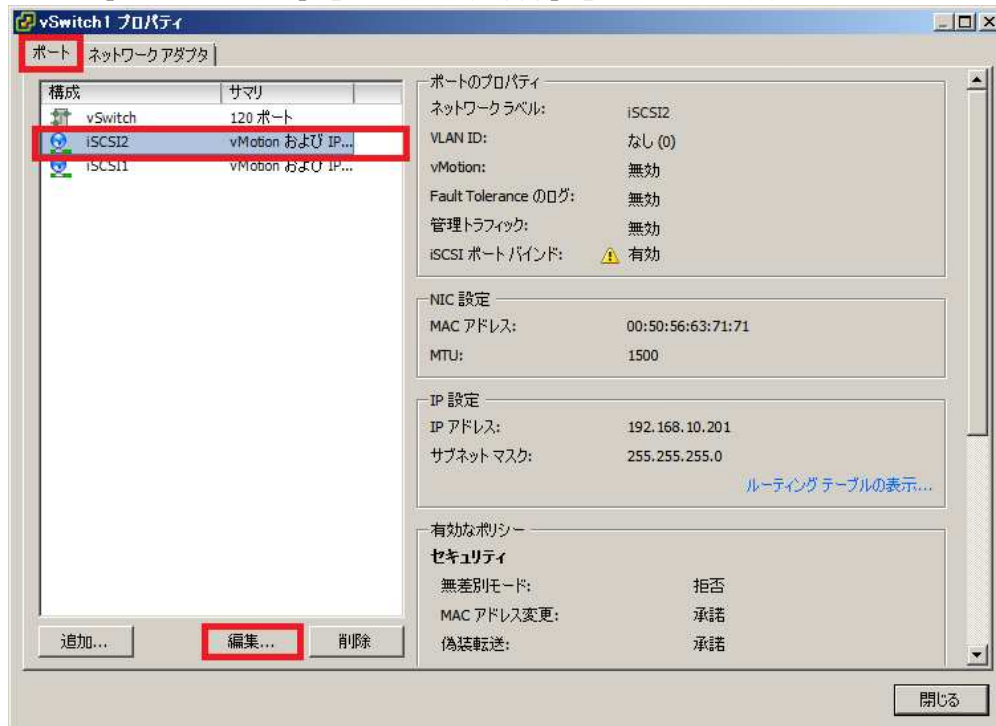 vSwitch1 プロパティ
ポート ネットワーク アダプタ
構成 サマリ
vSwitch 120 ポート
iSCSI2 vMotion および IP...
iSCSI1 vMotion および IP...
追加... 編集... 削除
ポートのプロパティ
ネットワーク ラベル: iSCSI2
VLAN ID: なし (0)
vMotion: 無効
Fault Tolerance のログ: 無効
管理トラフィック: 無効
iSCSI ポート バインド: 有効
NIC 設定
MAC アドレス: 00:50:56:63:71:71
MTU: 1500
IP 設定
IP アドレス: 192.168.10.201
サブネット マスク: 255.255.255.0
ルーティング テーブルの表示...
有効なポリシー
セキュリティ
無差別モード: 拒否
MAC アドレス変更: 承諾
偽装転送: 承諾
閉じる